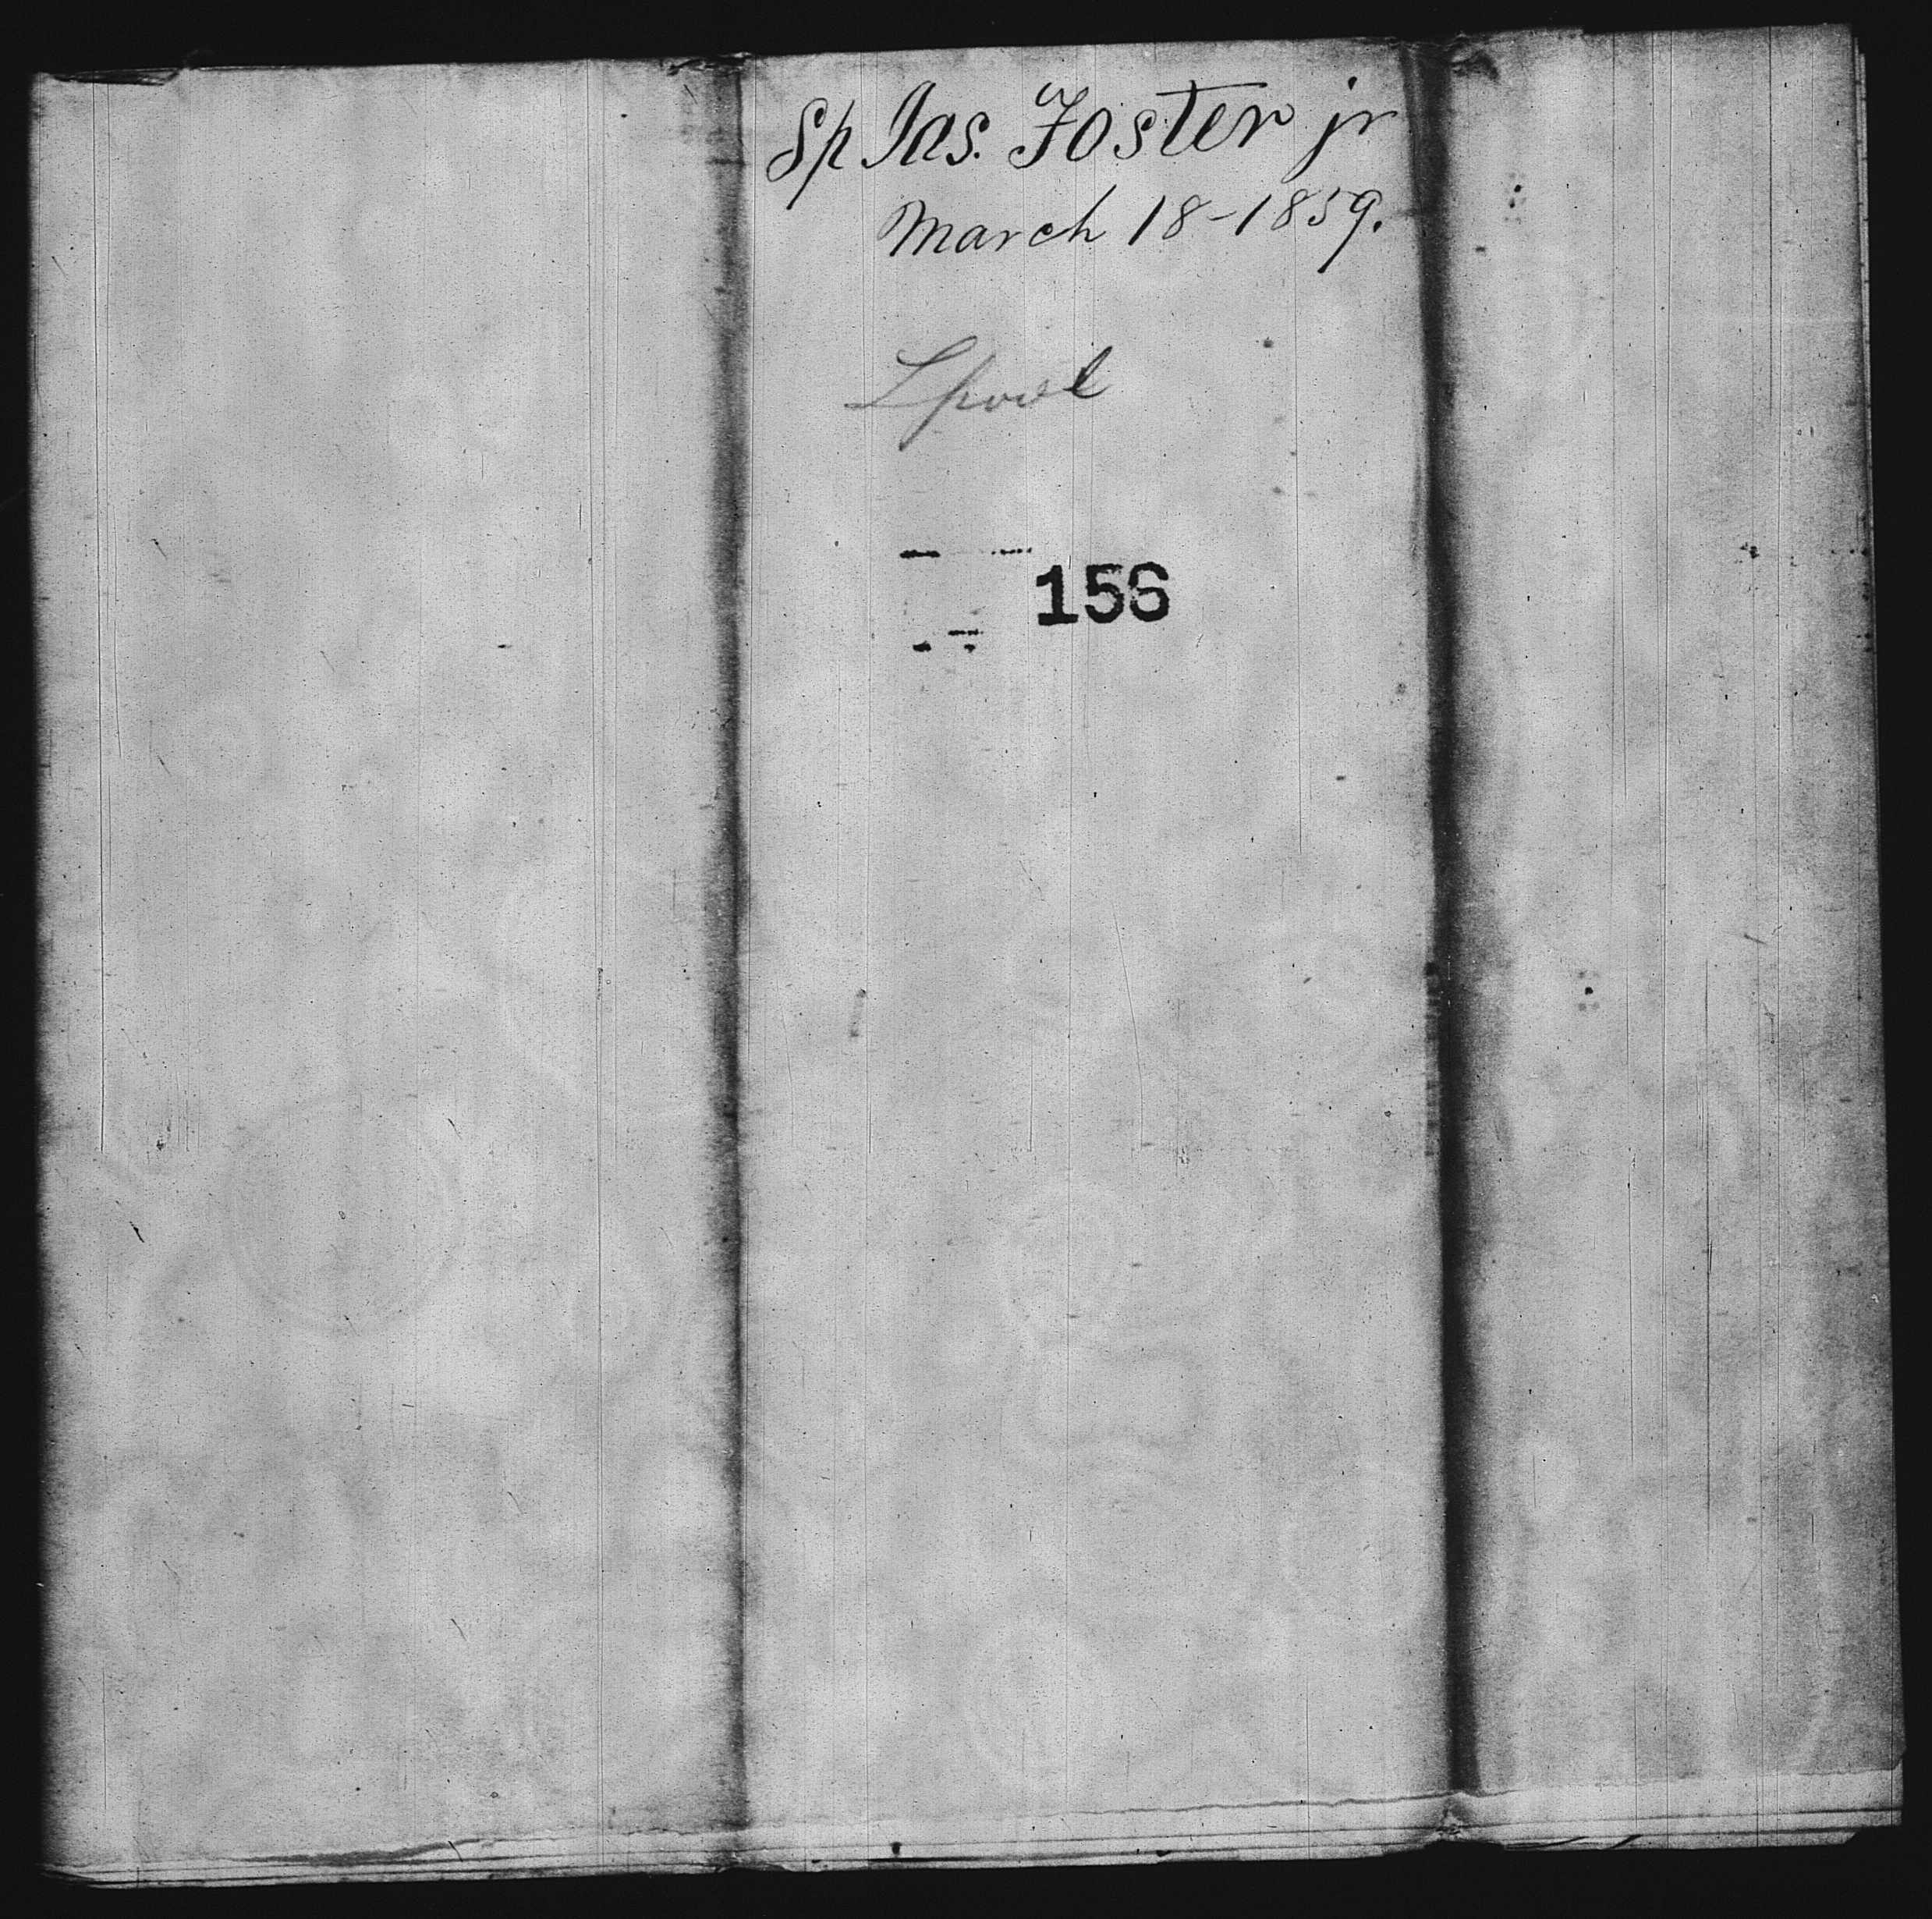 Sp Jas. Foster jr
March 18-1859.
Lpool
156